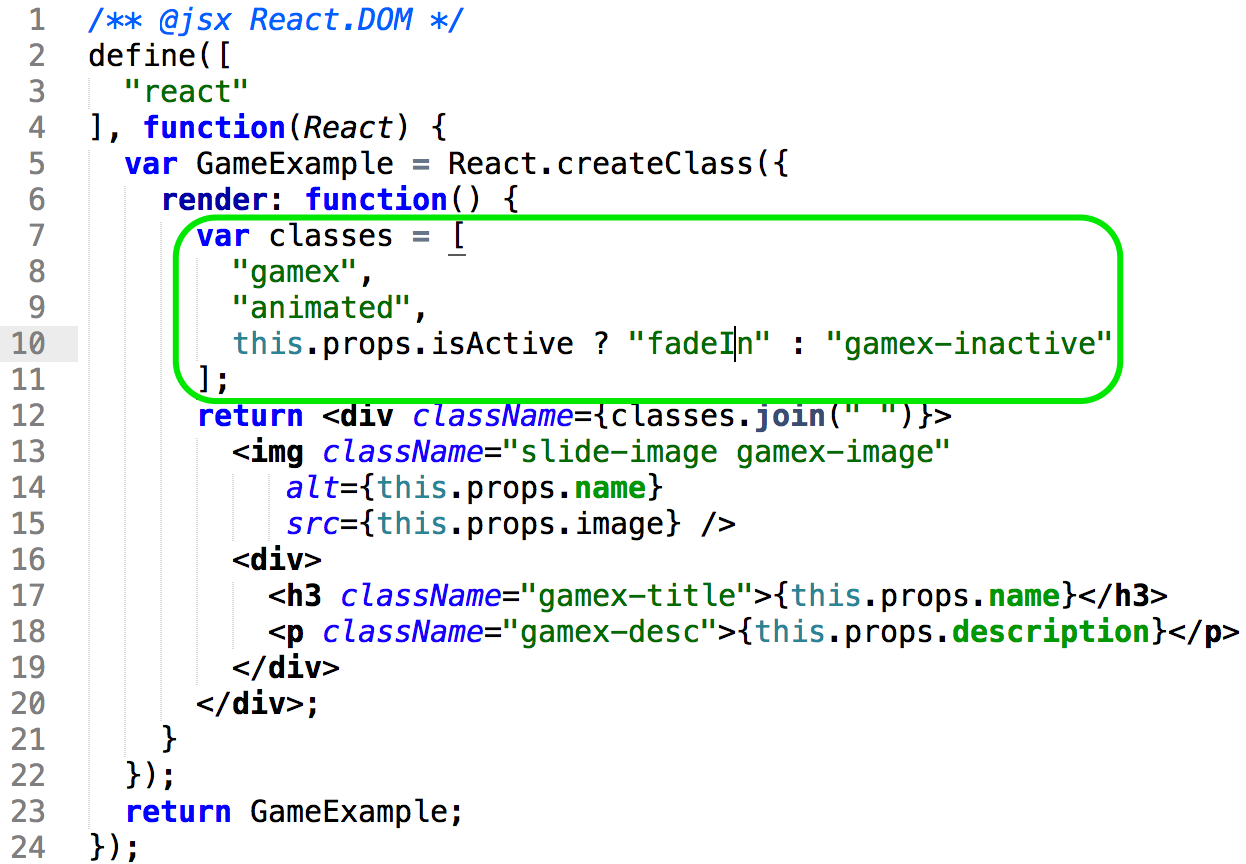 1 /** @jsx React.DOM */
2 define([
3   "react"
4 ], function(React) {
5   var GameExample = React.createClass({
6     render: function() {
7       var classes = [
8         "gamex",
9         "animated",
10         this.props.isActive ? "fadeIn" : "gamex-inactive"
11       ];
12       return <div className={classes.join(" ")}>
13         <img className="slide-image gamex-image"
14            alt={this.props.name}
15            src={this.props.image} />
16         <div>
17           <h3 className="gamex-title">{this.props.name}</h3>
18           <p className="gamex-desc">{this.props.description}</p>
19         </div>
20       </div>;
21     }
22   });
23   return GameExample;
24 });